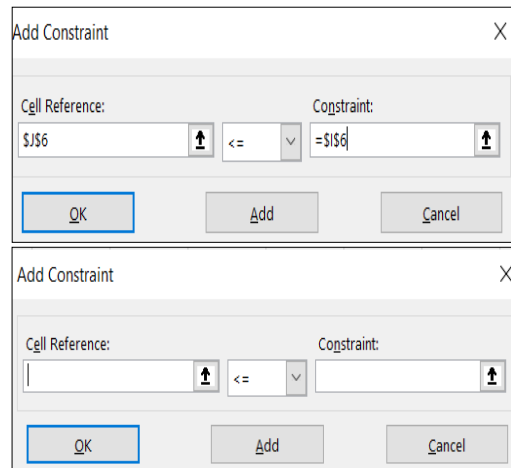 Add Constraint X
Cell Reference: Constraint:
$J$6 <= =$I$6
OK Add Cancel
Add Constraint X
Cell Reference: Constraint:
<=
OK Add Cancel